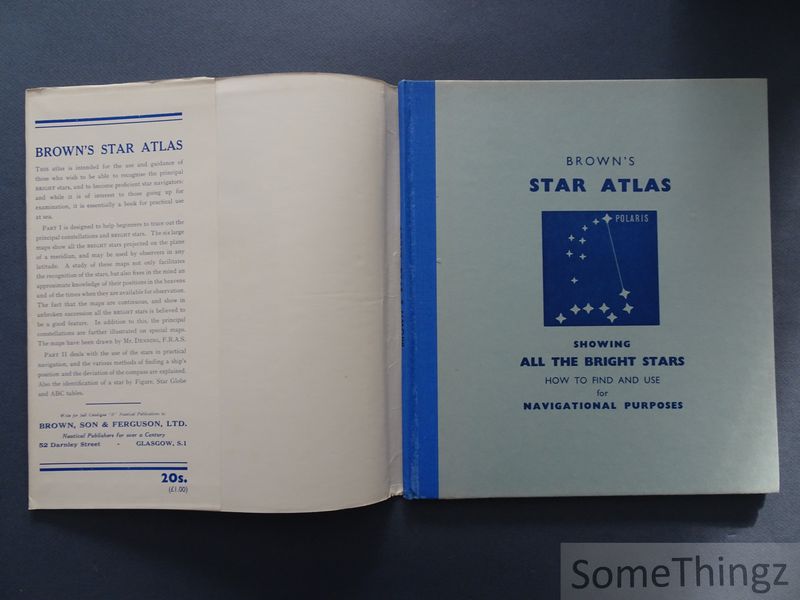 BROWN'S STAR ATLAS
THIS atlas is intended for the use and guidance of
those who wish to be able to recognise the principal
BRIGHT stars, and to become proficient star navigators:
and while it is of interest to those going up for
examination, it is essentially a book for practical use
at sea.
PART I is designed to help beginners to trace out the
principal constellations and BRIGHT stars. The six large
maps show all the BRIGHT stars projected on the plane
of a meridian, and may be used by observers in any
latitude. A study of these maps not only facilitates
the recognition of the stars, but also fixes in the mind an
approximate knowledge of their positions in the heavens
and of the times when they are available for observation.
The fact that the maps are continuous, and show in
unbroken succession all the BRIGHT stars is believed to
be a good feature. In addition to this, the principal
constellations are farther illustrated on special maps.
The maps have been drawn by Mr. DENNING, F.R.A.S.
PART II deals with the use of the stars in practical
navigation, and the various methods of finding a ship's
position and the deviation of the compass are explained.
Also the identification of a star by Figure, Star Globe
and ABC tables.
Write for full Catalogue Nautical Publications to
BROWN, SON & FERGUSON, LTD.
Nautical Publishers for over a Century
52 Darnley Street - GLASGOW, S.1
20s.
(£1.00)
BROWN'S
STAR ATLAS
POLARIS
SHOWING
ALL THE BRIGHT STARS
HOW TO FIND AND USE
for
NAVIGATIONAL PURPOSES
SomeThingz